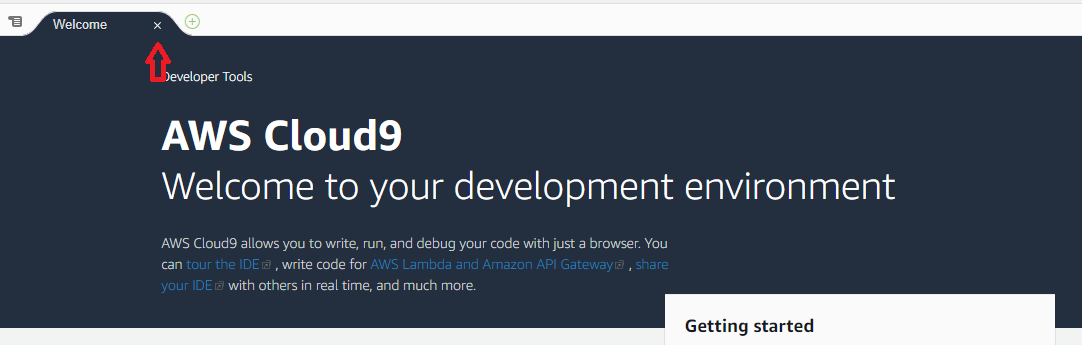 Welcome
Developer Tools
AWS Cloud9
Welcome to your development environment
AWS Cloud9 allows you to write, run, and debug your code with just a browser. You
can tour the IDE , write code for AWS Lambda and Amazon API Gateway , share
your IDE with others in real time, and much more.
Getting started